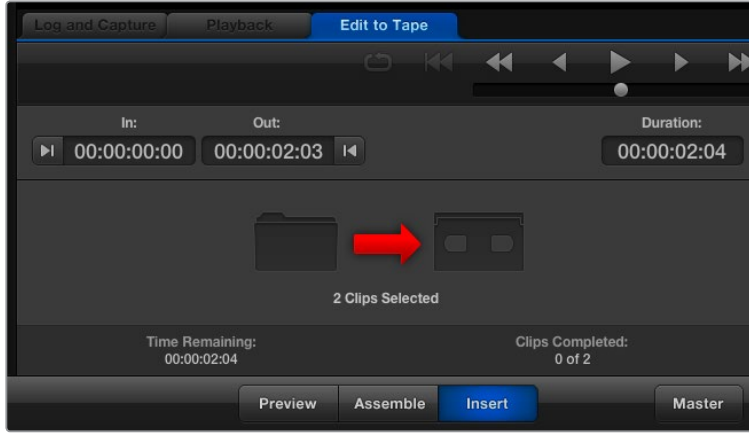 Log and Capture Playback Edit to Tape
In: Out: Duration:
00:00:00:00 00:00:02:03 00:00:02:04
2 Clips Selected
Time Remaining: Clips Completed:
00:00:02:04 0 of 2
Preview Assemble Insert Master